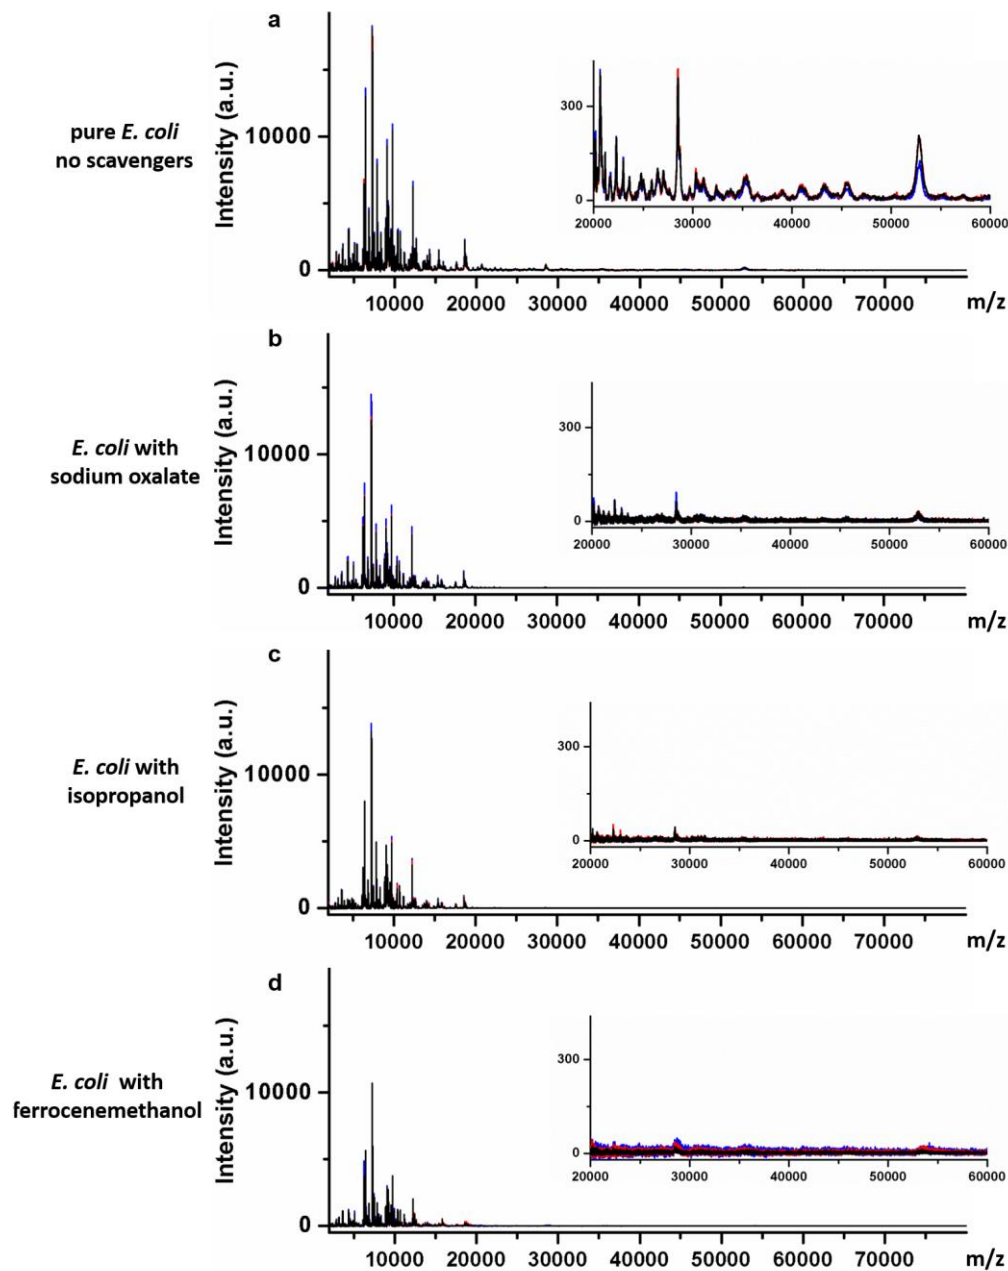 a
Intensity (a.u.)
10000
0
pure E. coli
no scavengers
300
0
20000 30000 40000 50000 60000
10000 20000 30000 40000 50000 60000 70000 m/z
b
Intensity (a.u.)
10000
0
E. coli with
sodium oxalate
300
0
20000 30000 40000 50000 60000
10000 20000 30000 40000 50000 60000 70000 m/z
c
Intensity (a.u.)
10000
0
E. coli with
isopropanol
300
0
20000 30000 40000 50000 60000
10000 20000 30000 40000 50000 60000 70000 m/z
d
Intensity (a.u.)
10000
0
E. coli with
ferrocenemethanol
300
0
20000 30000 40000 50000 60000
10000 20000 30000 40000 50000 60000 70000 m/z